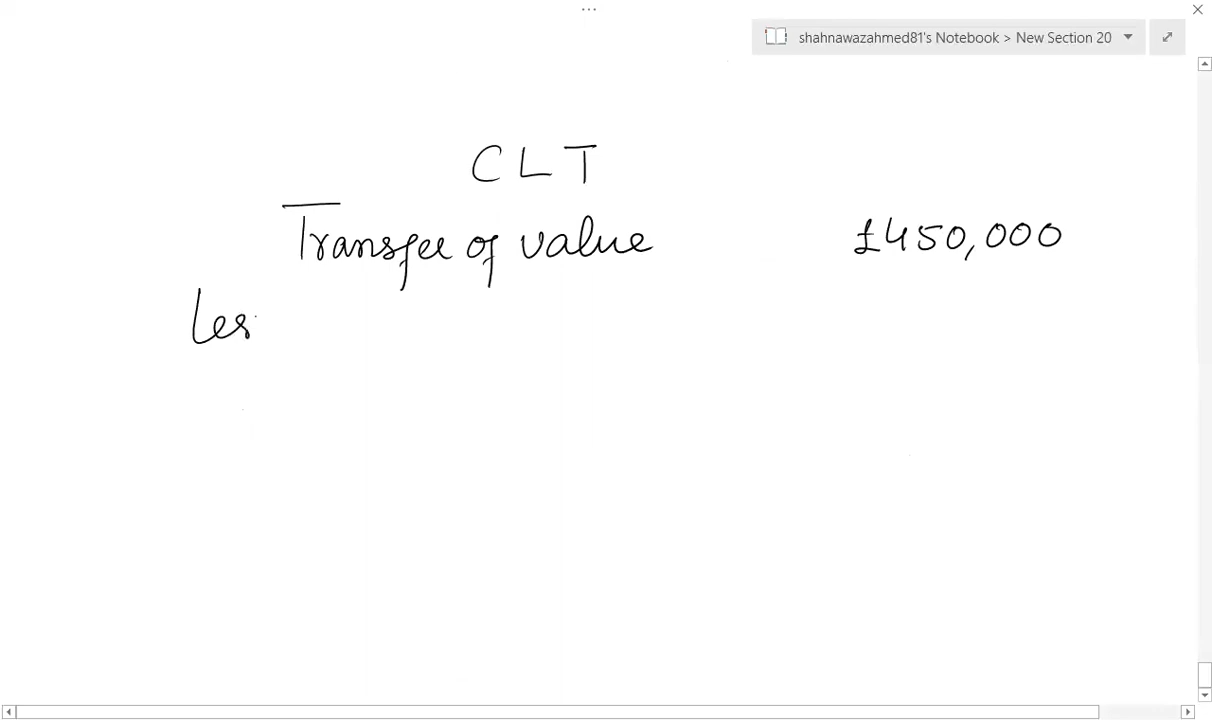 ...
shahnawazahmed81's Notebook > New Section 20
CLT
Transfer of value £450,000
les